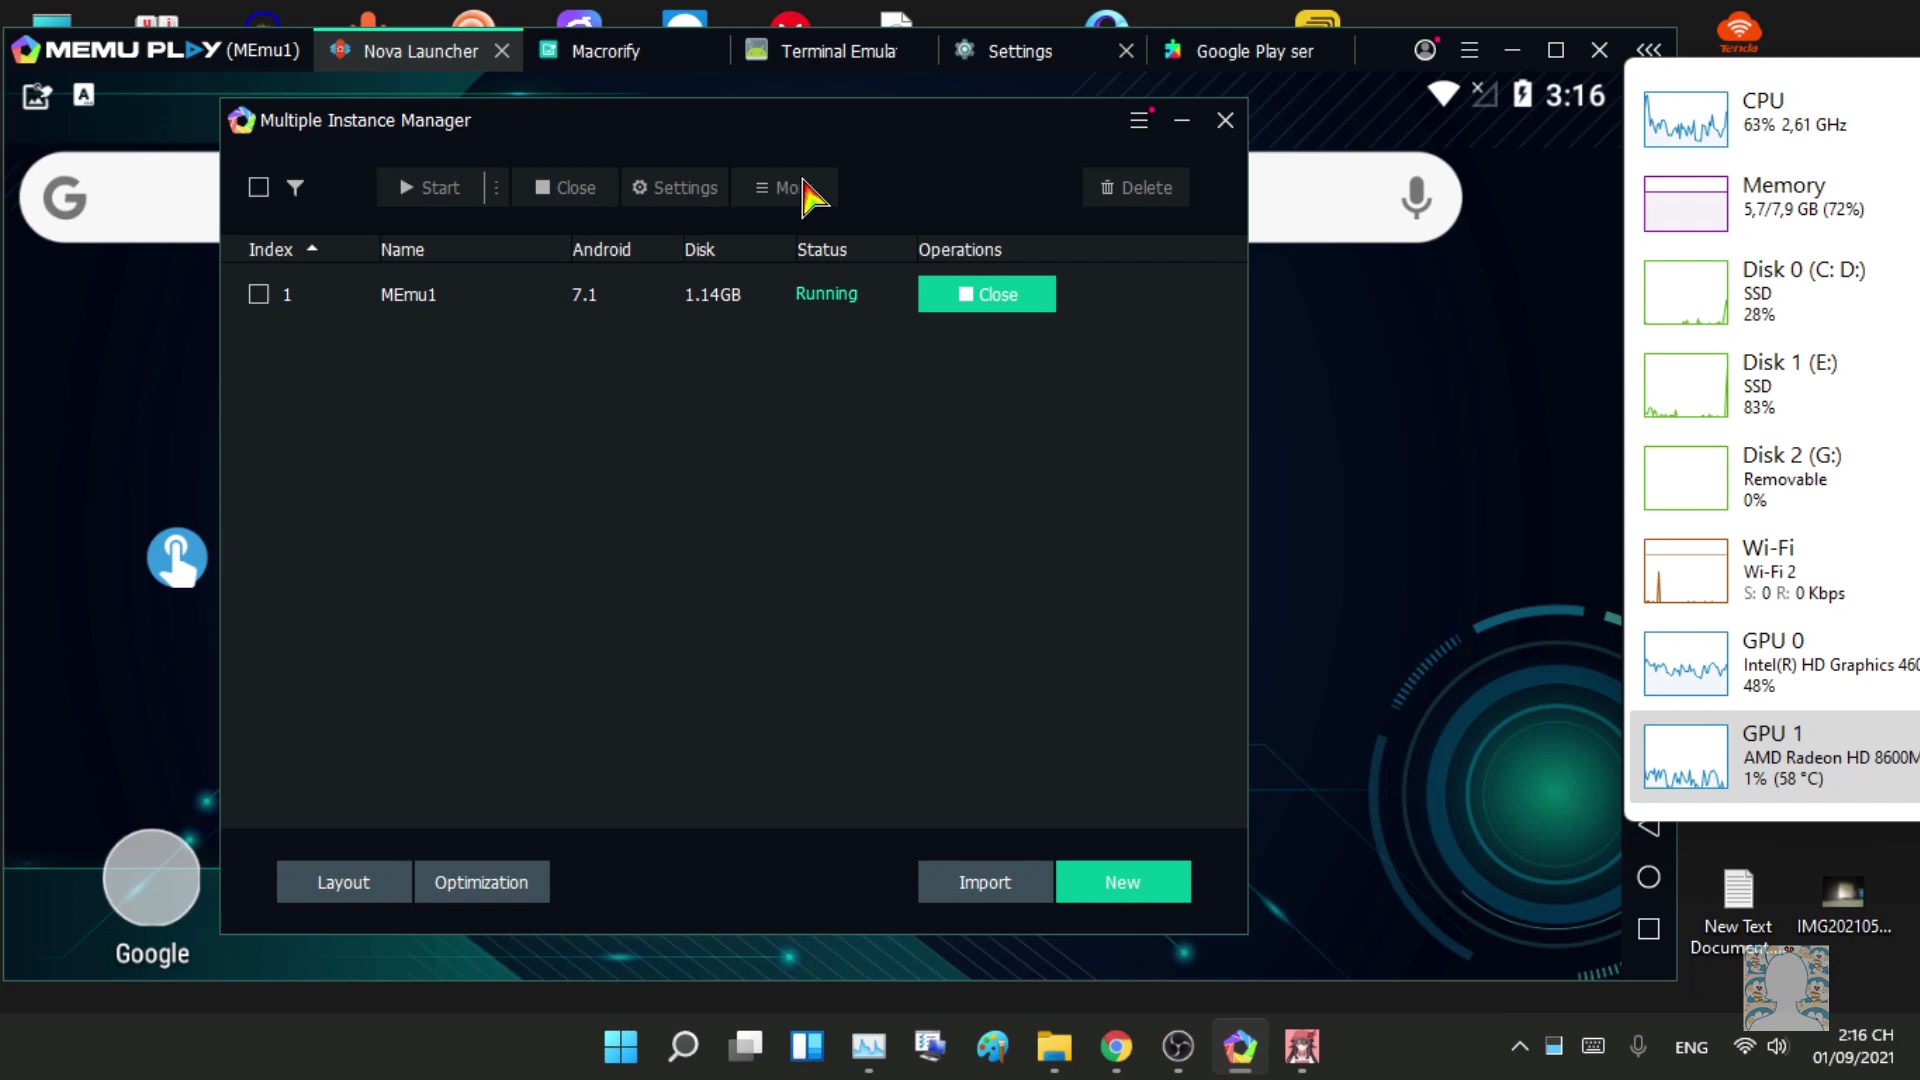 MEMU PLAY (MEmu1)
Nova Launcher
Macrorify
Terminal Emula
Settings
Google Play ser
A
3:16
Multiple Instance Manager
G
Start
Close
Settings
Mo
Delete
Index
Name
Android
Disk
Status
Operations
1
MEmu1
7.1
1.14GB
Running
Close
Layout
Optimization
Import
New
Google
Tenda
CPU
63% 2,61 GHz
Memory
5,7/7,9 GB (72%)
Disk 0 (C: D:)
SSD
28%
Disk 1 (E:)
SSD
83%
Disk 2 (G:)
Removable
0%
Wi-Fi
Wi-Fi 2
S: 0 R: 0 Kbps
GPU 0
Intel(R) HD Graphics 460
48%
GPU 1
AMD Radeon HD 8600M
1% (58 °C)
New Text
Document....
IMG202105...
ENG
2:16 CH
01/09/2021